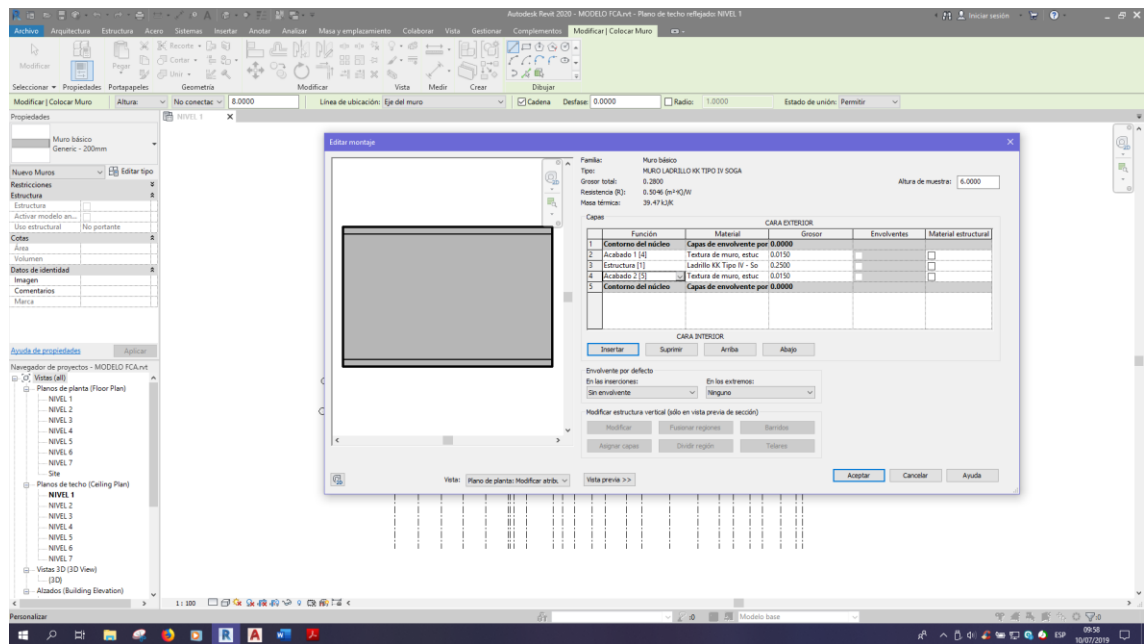 Autodesk Revit 2020 - MODELO FCA.rvt - Plano de techo reflejado: NIVEL 1
Iniciar sesión
Archivo Arquitectura Estructura Acero Sistemas Insertar Anotar Analizar Masa y emplazamiento Colaborar Vista Gestionar Complementos Modificar | Colocar Muro
Modificar
Pegar
Recorte
Cortar
Unir
Seleccionar Propiedades Portapapeles Geometría Modificar Vista Medir Crear Dibujar
Modificar | Colocar Muro Altura: No conectac 8.0000 Línea de ubicación: Eje del muro Cadena Desfase: 0.0000 Radio: 1.0000 Estado de unión: Permitir
Propiedades
NIVEL 1
Muro básico
Generic - 200mm
Nuevo Muros Editar tipo
Restricciones
Estructura
Estructura
Activar modelo an...
Uso estructural No portante
Cotas
Área
Volumen
Datos de identidad
Imagen
Comentarios
Marca
Ayuda de propiedades Aplicar
Navegador de proyectos - MODELO FCA.rvt
Vistas (all)
Planos de planta (Floor Plan)
NIVEL 1
NIVEL 2
NIVEL 3
NIVEL 4
NIVEL 5
NIVEL 6
NIVEL 7
Site
Planos de techo (Ceiling Plan)
NIVEL 1
NIVEL 2
NIVEL 3
NIVEL 4
NIVEL 5
NIVEL 6
NIVEL 7
Vistas 3D (3D View)
{3D}
Alzados (Building Elevation)
Editar montaje
Familia: Muro básico
Tipo: MURO LADRILLO KK TIPO IV SOGA
Grosor total: 0.2800
Altura de muestra: 6.0000
Resistencia (R): 0.5046 (m²·K)/W
Masa térmica: 39.47 kJ/K
Capas
CARA EXTERIOR
Función Material Grosor Envolventes Material estructural
1 Contorno del núcleo Capas de envolvente por 0.0000
2 Acabado 1 [4] Textura de muro, estuc 0.0150
3 Estructura [1] Ladrillo KK Tipo IV - So 0.2500
4 Acabado 2 [5] Textura de muro, estuc 0.0150
5 Contorno del núcleo Capas de envolvente por 0.0000
CARA INTERIOR
Insertar Suprimir Arriba Abajo
Envolvente por defecto
En las inserciones: En los extremos:
Sin envolvente Ninguno
Modificar estructura vertical (sólo en vista previa de sección)
Modificar Fusionar regiones Barridos
Asignar capas Dividir región Telares
Vista: Plano de planta: Modificar atribu Vista previa >> Aceptar Cancelar Ayuda
1 : 100
Personalizar
:0 Modelo base
:0
ESP
09:58
10/07/2019